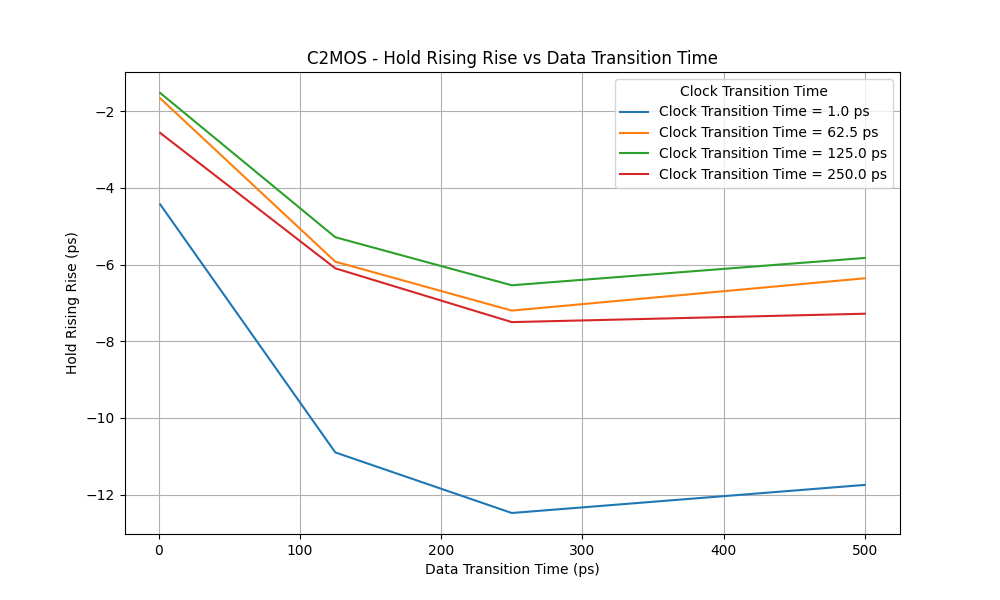 C2MOS - Hold Rising Rise vs Data Transition Time
Clock Transition Time
Clock Transition Time = 1.0 ps
Clock Transition Time = 62.5 ps
Clock Transition Time = 125.0 ps
Clock Transition Time = 250.0 ps
Hold Rising Rise (ps)
−2
−4
−6
−8
−10
−12
0 100 200 300 400 500
Data Transition Time (ps)